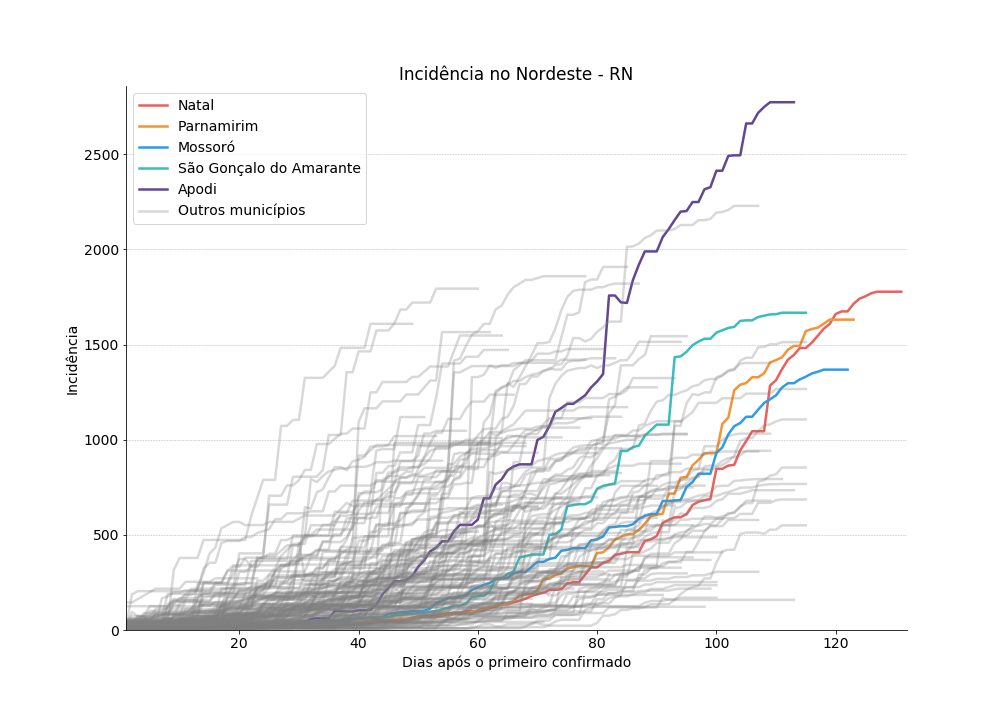 Incidência no Nordeste - RN
Natal
Parnamirim
Mossoró
São Gonçalo do Amarante
Apodi
Outros municípios
Incidência
2500
2000
1500
1000
500
0
20 40 60 80 100 120
Dias após o primeiro confirmado